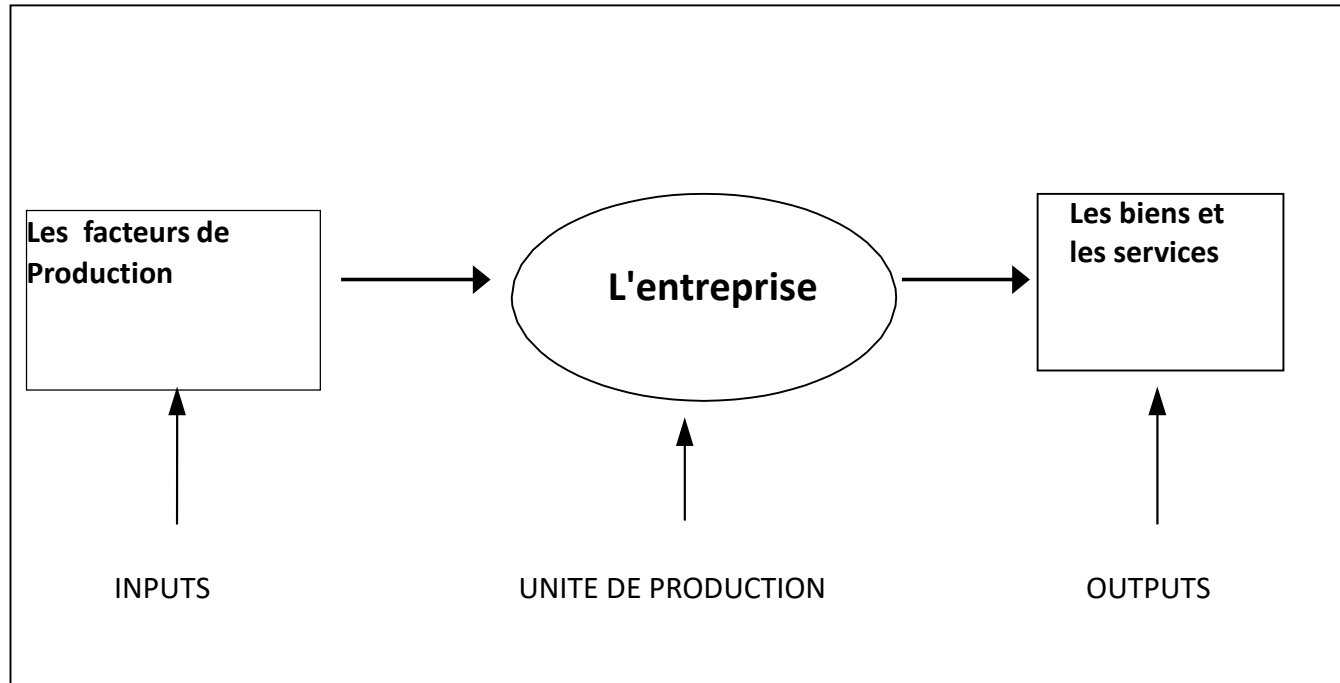 Les facteurs de
Production
L'entreprise
Les biens et
les services
INPUTS
UNITE DE PRODUCTION
OUTPUTS